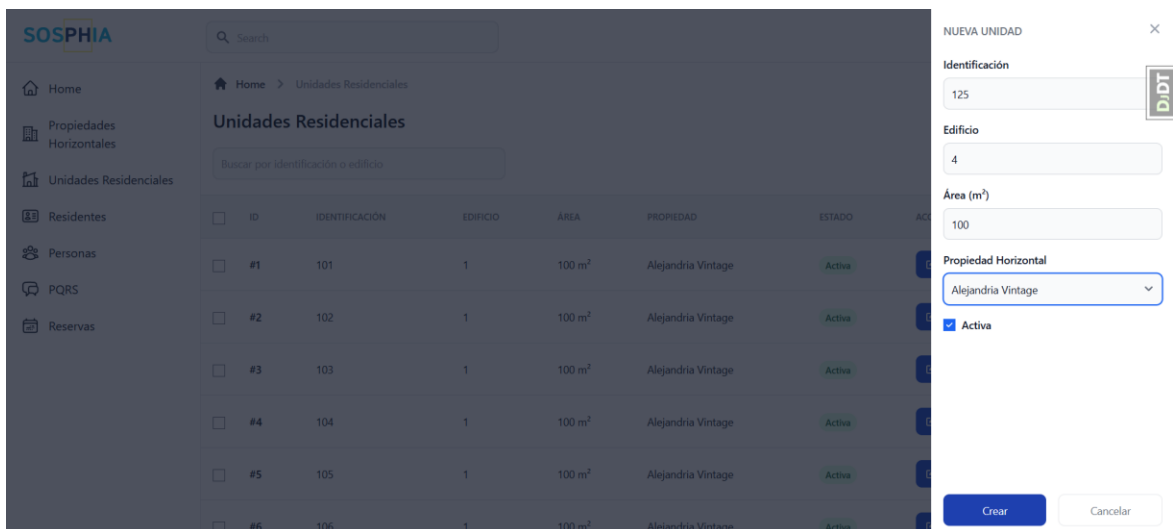 SOSPHIA
Search
Home
Propiedades
Horizontales
Unidades Residenciales
Residentes
Personas
PQRS
Reservas
Home > Unidades Residenciales
Unidades Residenciales
Buscar por identificación o edificio
ID IDENTIFICACIÓN EDIFICIO ÁREA PROPIEDAD ESTADO
#1 101 1 100 m² Alejandria Vintage Activa
#2 102 1 100 m² Alejandria Vintage Activa
#3 103 1 100 m² Alejandria Vintage Activa
#4 104 1 100 m² Alejandria Vintage Activa
#5 105 1 100 m² Alejandria Vintage Activa
#6 106 1 100 m² Alejandria Vintage Activa
NUEVA UNIDAD
Identificación
125
Edificio
4
Área (m²)
100
Propiedad Horizontal
Alejandria Vintage
Activa
Crear Cancelar
DJDT